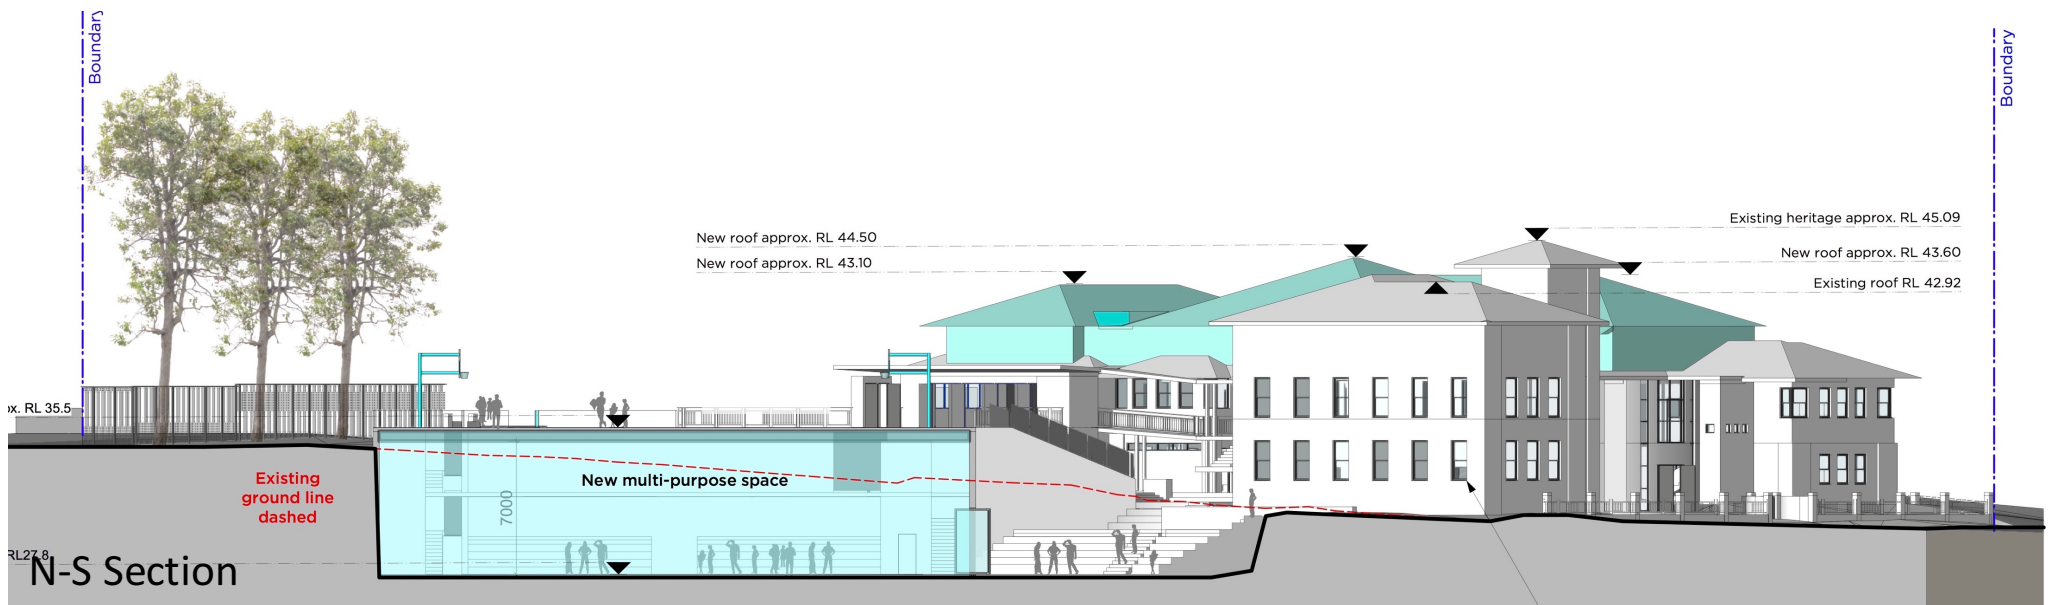 Boundary
Boundary
Existing heritage approx. RL 45.09
New roof approx. RL 44.50
New roof approx. RL 43.60
New roof approx. RL 43.10
Existing roof RL 42.92
x. RL 35.5
Existing
ground line
dashed
New multi-purpose space
7000
RL27.8
N-S Section